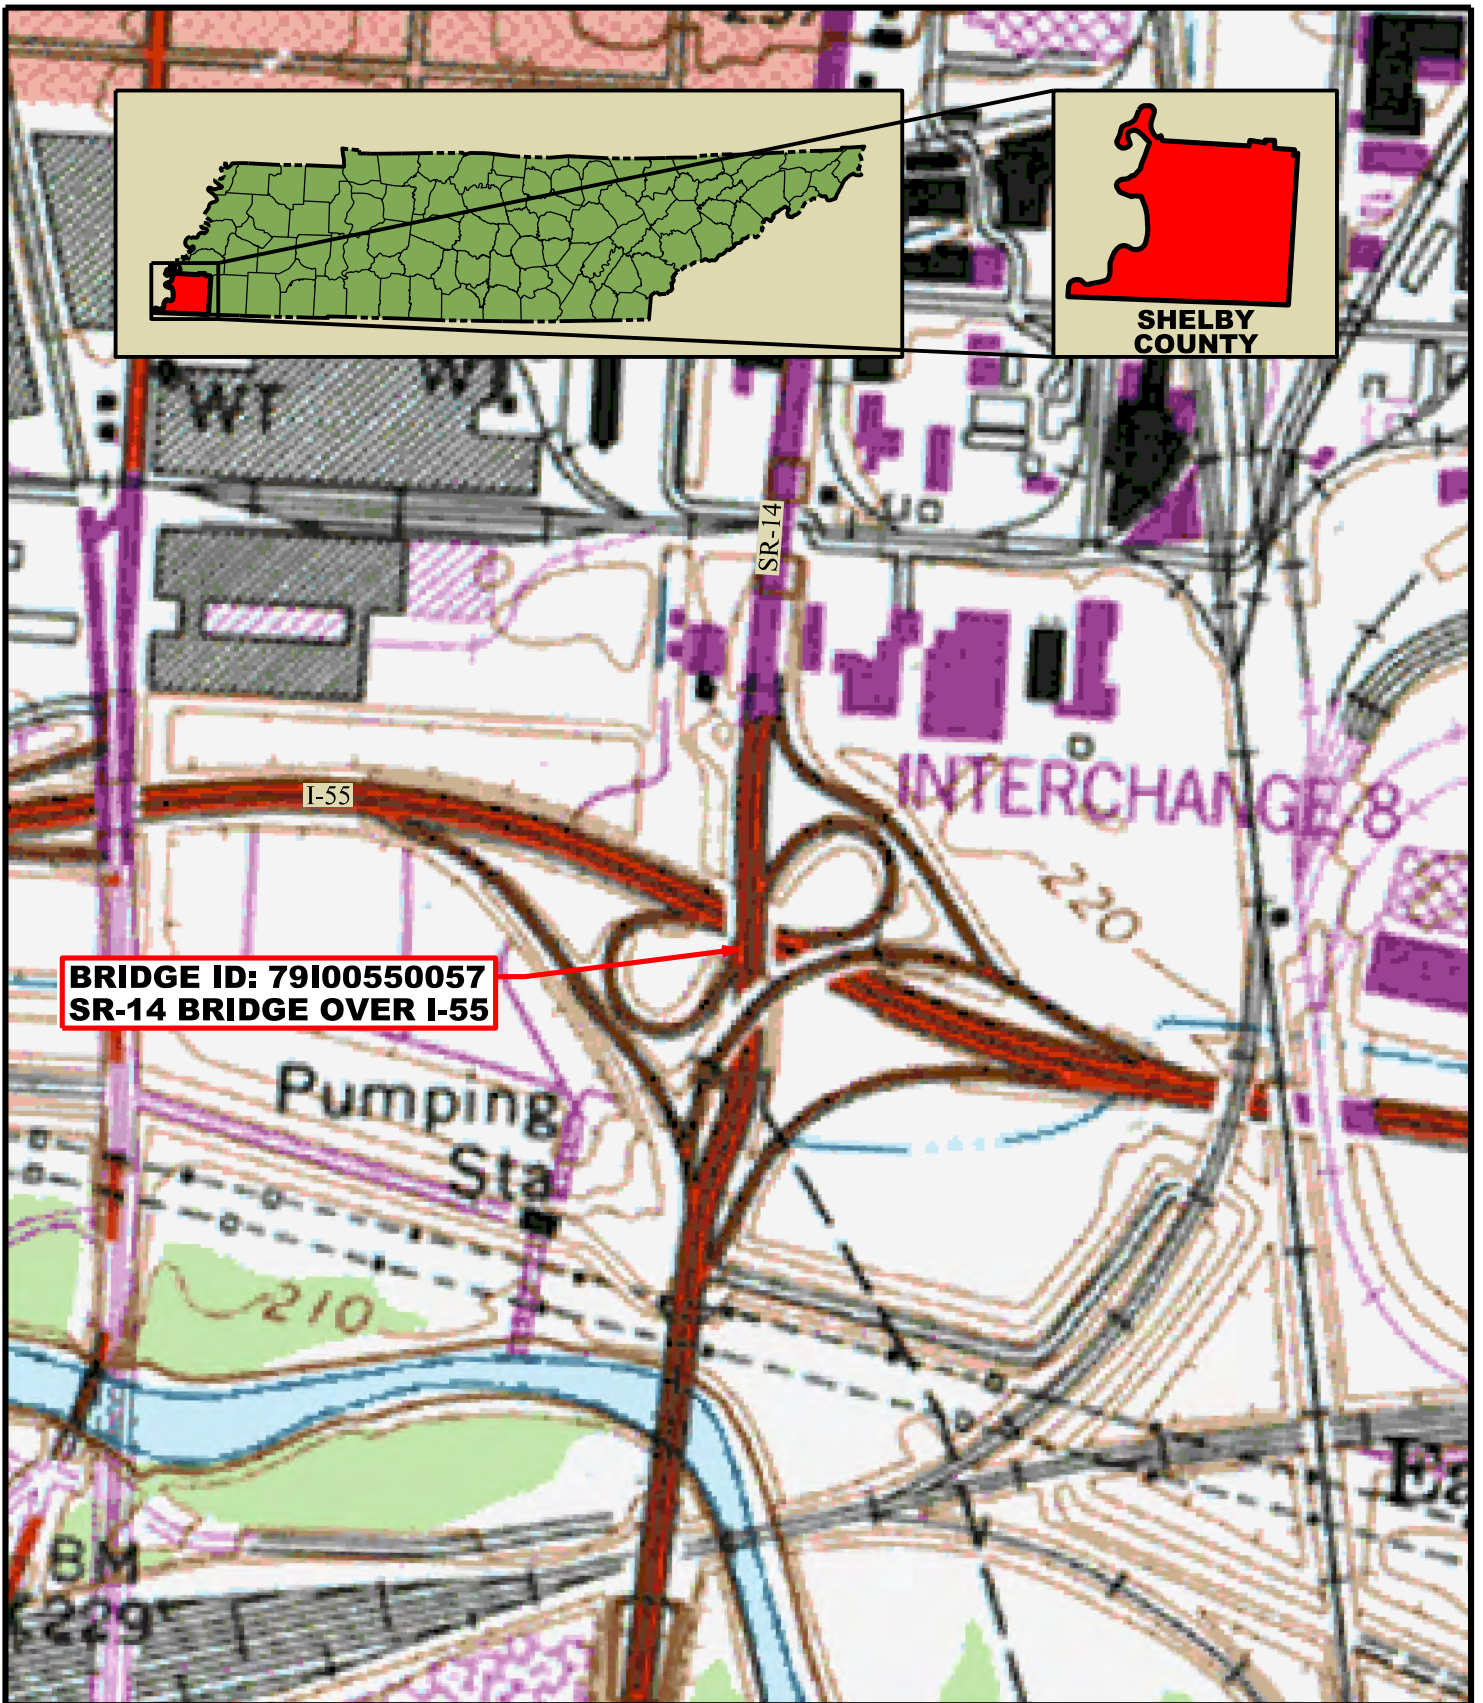 SHELBY
COUNTY
WT
SR-14
INTERCHANGE 8
I-55
220
BRIDGE ID: 79I00550057
SR-14 BRIDGE OVER I-55
Pumping
Sta
210
BM
229